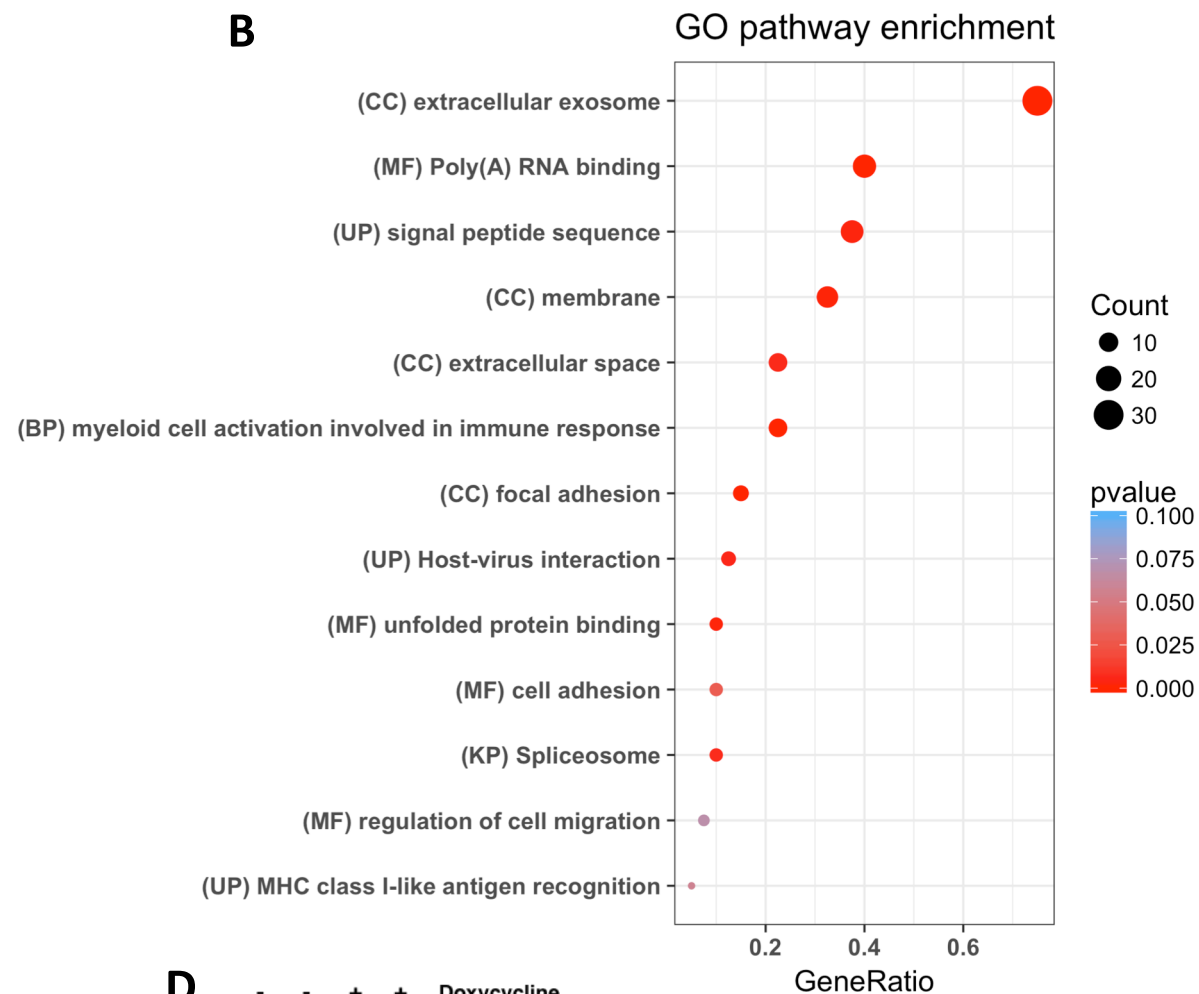 B
GO pathway enrichment
(CC) extracellular exosome
(MF) Poly(A) RNA binding
(UP) signal peptide sequence
(CC) membrane
(CC) extracellular space
(BP) myeloid cell activation involved in immune response
(CC) focal adhesion
(UP) Host-virus interaction
(MF) unfolded protein binding
(MF) cell adhesion
(KP) Spliceosome
(MF) regulation of cell migration
(UP) MHC class I-like antigen recognition
0.2 0.4 0.6
GeneRatio
Count
10
20
30
pvalue
0.100
0.075
0.050
0.025
0.000
D - - + + Doxycycline